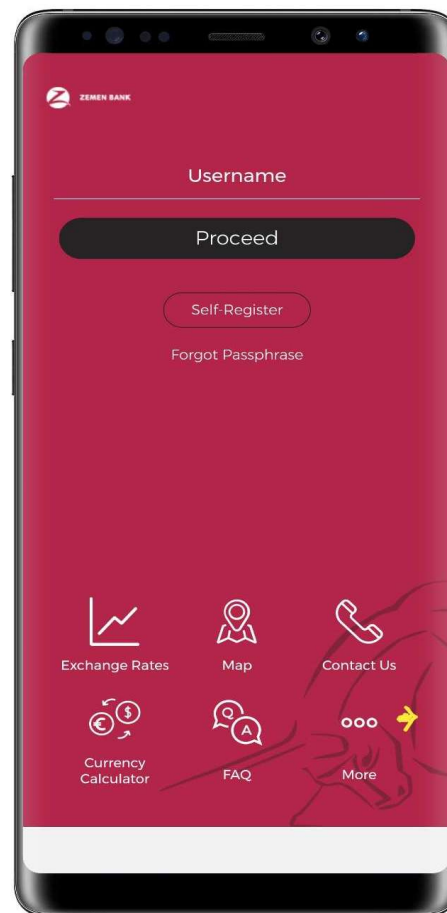 ZEMEN BANK
Username
Proceed
Self-Register
Forgot Passphrase
Exchange Rates
Map
Contact Us
Q
A
Currency
Calculator
FAQ
More